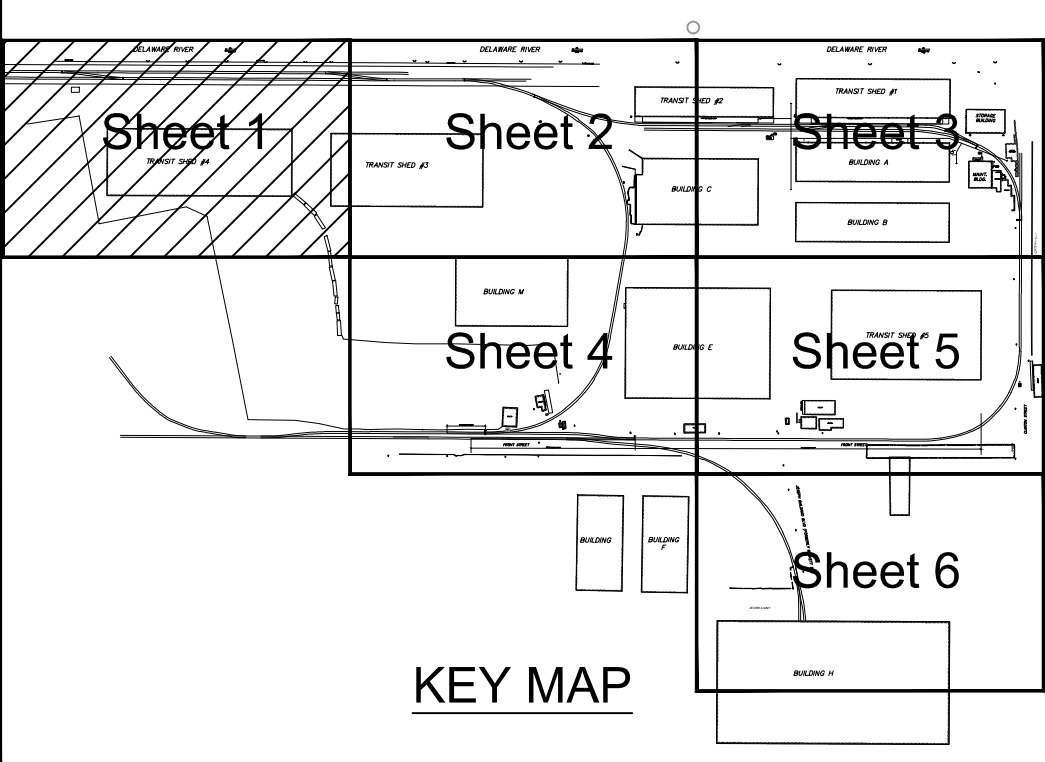 DELAWARE RIVER
DELAWARE RIVER
DELAWARE RIVER
TRANSIT SHED #2
TRANSIT SHED #1
STORAGE
BUILDING
Sheet 1
Sheet 2
Sheet 3
TRANSIT SHED #4
TRANSIT SHED #3
BUILDING A
MAINT.
BLDG.
BUILDING C
BUILDING B
BUILDING M
TRANSIT SHED #5
Sheet 4
BUILDING E
Sheet 5
CLINTON STREET
FRONT STREET
FRONT STREET
BUILDING
BUILDING
F
Sheet 6
BUILDING H
KEY MAP